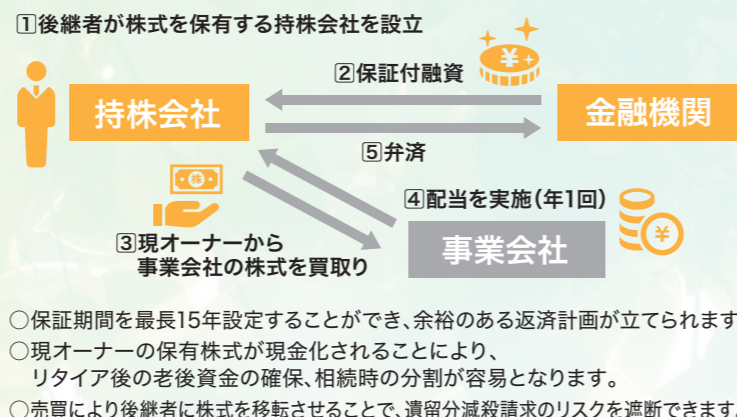 ①後継者が株式を保有する持株会社を設立
②保証付融資
¥
持株会社
金融機関
⑤弁済
株
④配当を実施(年1回)
¥
③現オーナーから
事業会社の株式を買取り
事業会社
○保証期間を最長15年設定することができ、余裕のある返済計画が立てられます
○現オーナーの保有株式が現金化されることにより、
リタイア後の老後資金の確保、相続時の分割が容易となります。
○売買により後継者に株式を移転させることで、遺留分減殺請求のリスクを遮断できます。